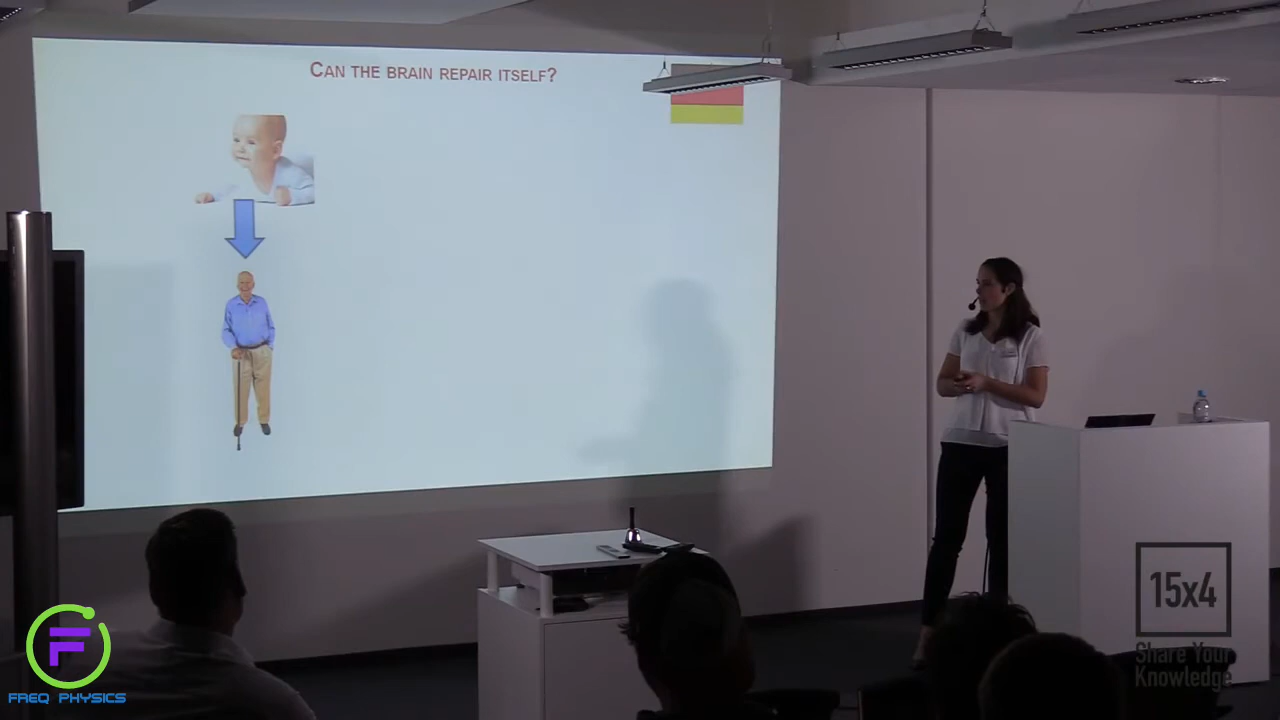 CAN THE BRAIN REPAIR ITSELF?
15x4
Share Your
Knowledge
F
FREQ PHYSICS